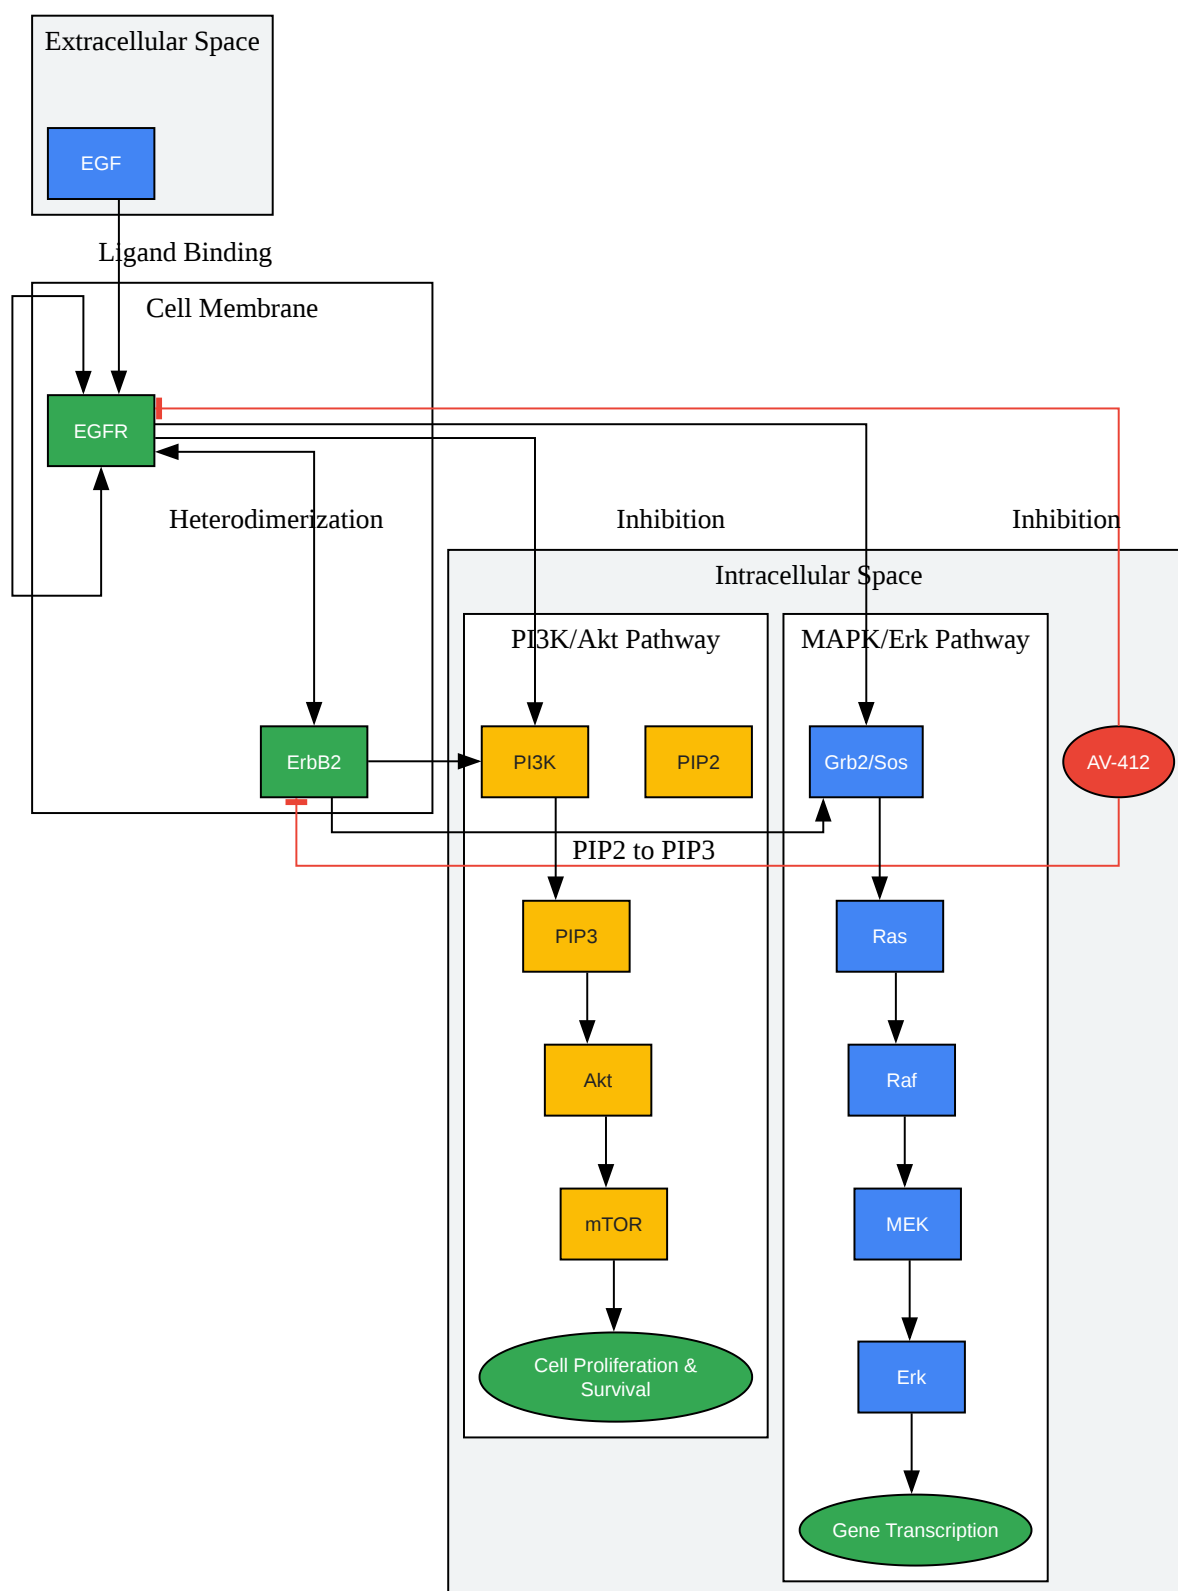 Extracellular Space
EGF
Ligand Binding
Cell Membrane
EGFR
Heterodimerization
Inhibition
Inhibition
Intracellular Space
PI3K/Akt Pathway
MAPK/Erk Pathway
ErbB2
PI3K
PIP2
Grb2/Sos
AV-412
PIP2 to PIP3
PIP3
Ras
Akt
Raf
mTOR
MEK
Cell Proliferation &
Survival
Erk
Gene Transcription